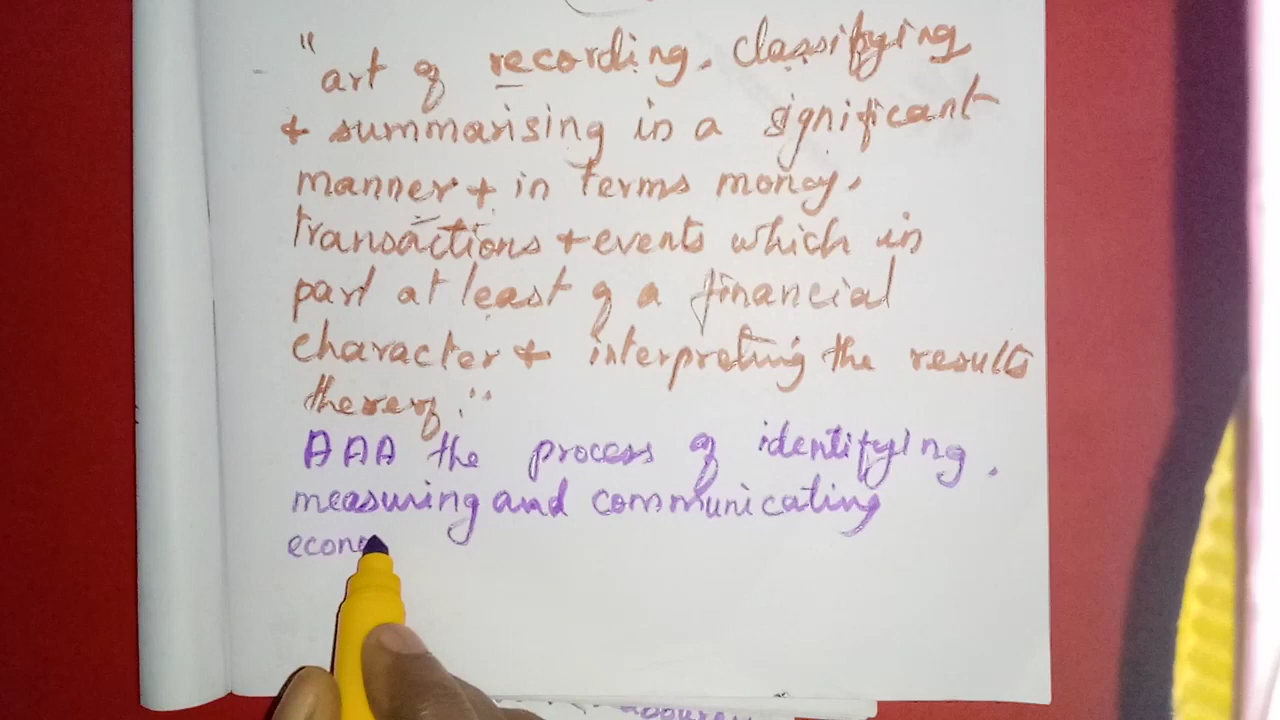 "art of recording, classifying
+ summarising in a significant
manner + in terms money,
transactions + events which in
part at least of a financial
character + interpreting the results
thereof."
AAA the process of identifying,
measuring and communicating
econo